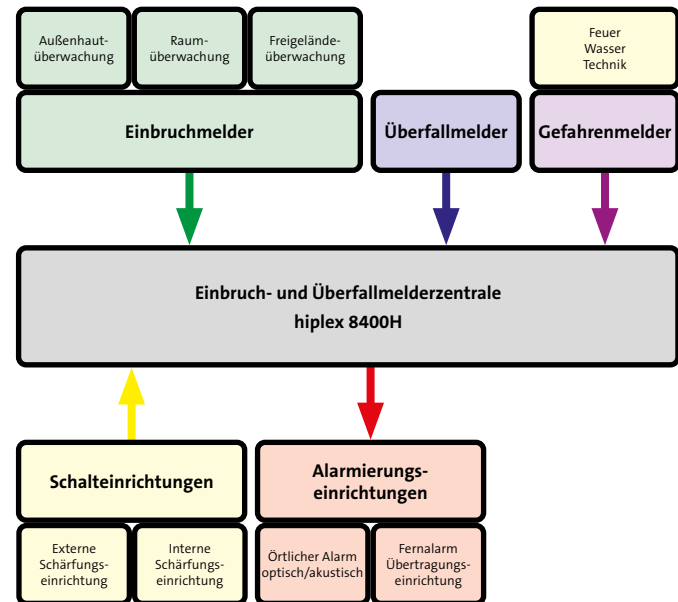 Außenhaut-
überwachung
Raum-
überwachung
Freigelände-
überwachung
Feuer
Wasser
Technik
Einbruchmelder
Überfallmelder
Gefahrenmelder
Einbruch- und Überfallmelderzentrale
hiplex 8400H
Schalteinrichtungen
Alarmierungs-
einrichtungen
Externe
Schärfungs-
einrichtung
Interne
Schärfungs-
einrichtung
Örtlicher Alarm
optisch/akustisch
Fernalarm
Übertragungs-
einrichtung